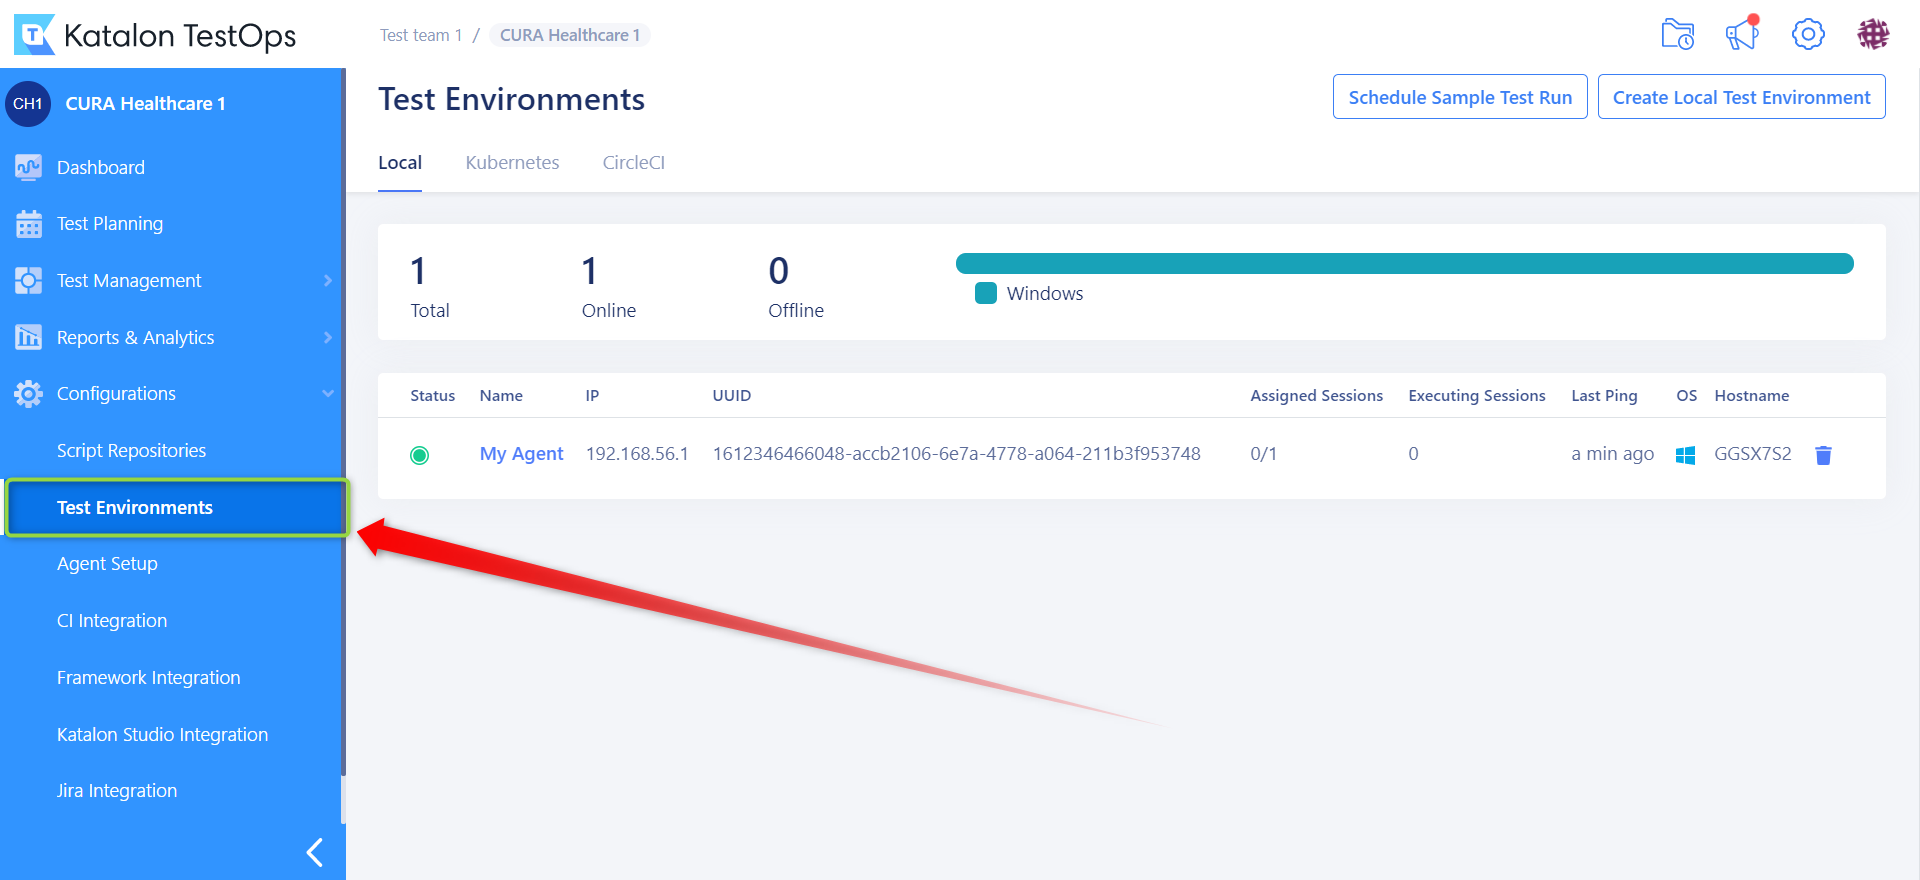 Katalon TestOps
Test team 1 / CURA Healthcare 1
CH1 CURA Healthcare 1
Dashboard
Test Planning
Test Management
Reports & Analytics
Configurations
Script Repositories
Test Environments
Agent Setup
CI Integration
Framework Integration
Katalon Studio Integration
Jira Integration
Test Environments
Schedule Sample Test Run
Create Local Test Environment
Local Kubernetes CircleCI
1 1 0
Total Online Offline
Windows
Status Name IP UUID Assigned Sessions Executing Sessions Last Ping OS Hostname
My Agent 192.168.56.1 1612346466048-accb2106-6e7a-4778-a064-211b3f953748 0/1 0 a min ago GGSX7S2